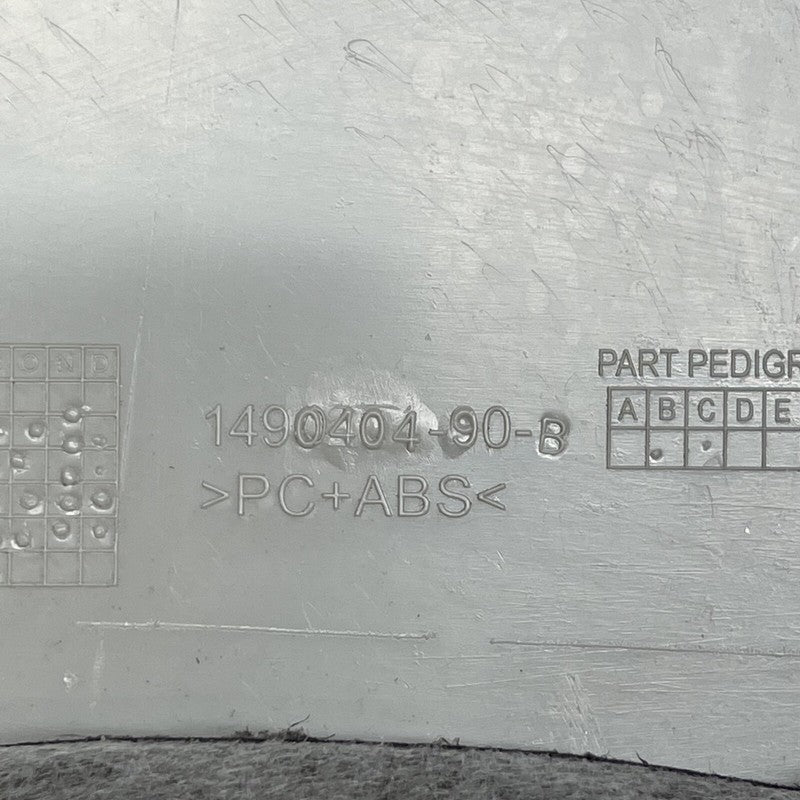 O N D
1490404-90-B
>PC+ABS<
PART PEDIGR
A B C D E